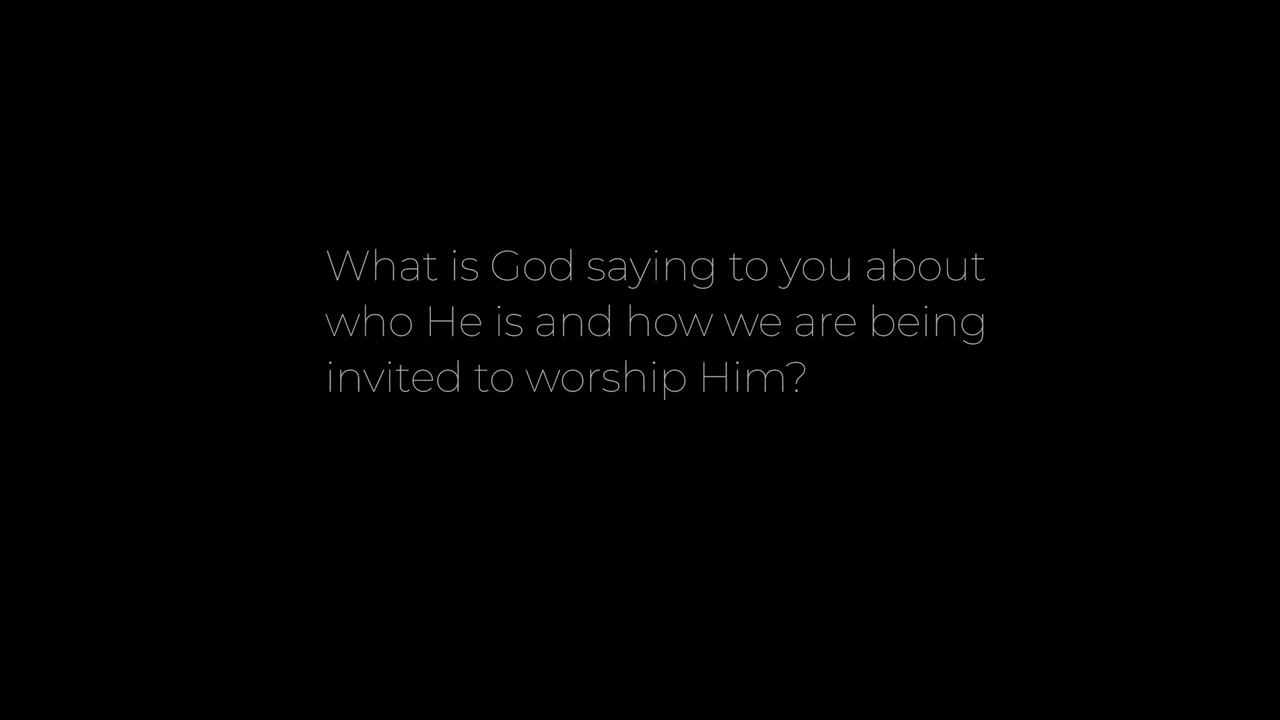 What is God saying to you about
who He is and how we are being
invited to worship Him?